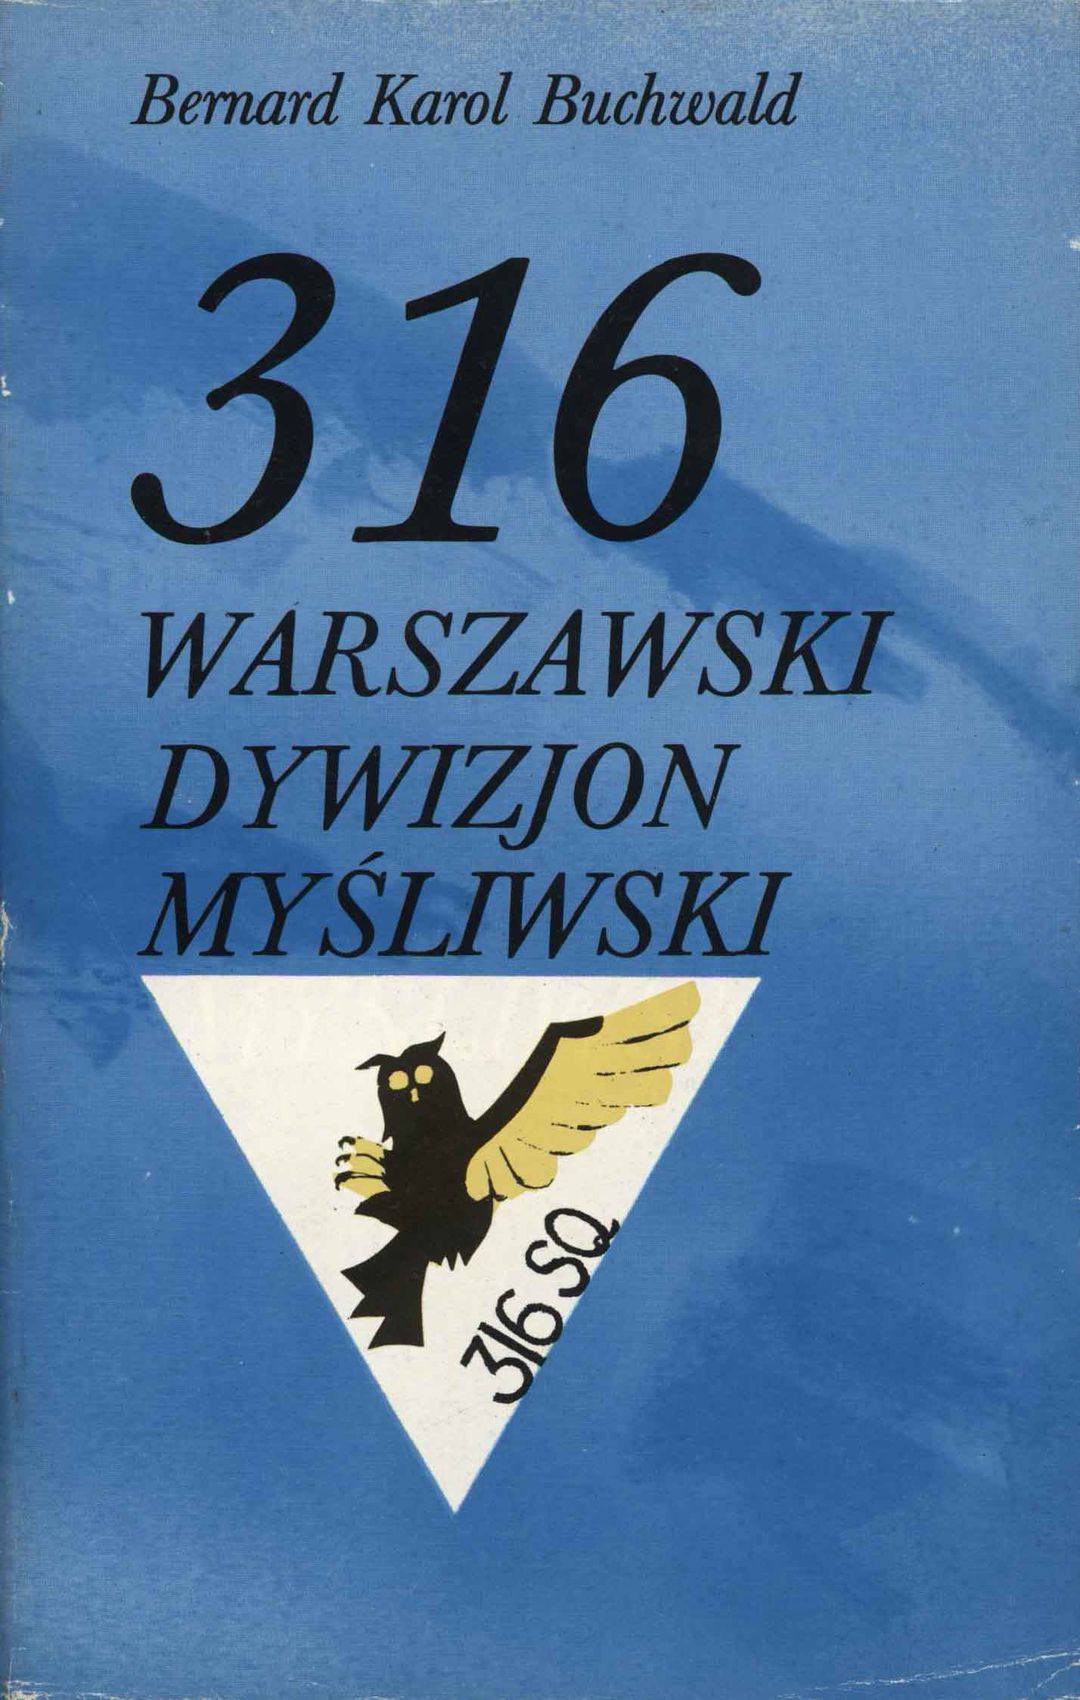 Bernard Karol Buchwald
316
WARSZAWSKI
DYWIZJON
MYŚLIWSKI
316 SQ